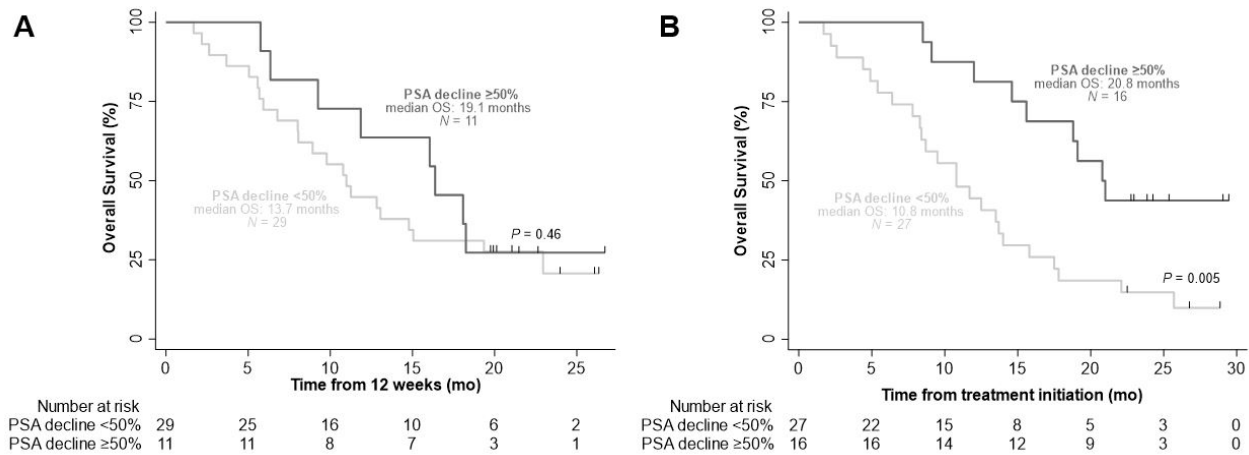 A
Overall Survival (%)
100
75
50
25
0
PSA decline ≥50%
median OS: 19.1 months
N = 11
PSA decline <50%
median OS: 13.7 months
N = 29
P = 0.46
0 5 10 15 20 25
Time from 12 weeks (mo)
Number at risk
PSA decline <50% 29 25 16 10 6 2
PSA decline ≥50% 11 11 8 7 3 1
B
Overall Survival (%)
100
75
50
25
0
PSA decline ≥50%
median OS: 20.8 months
N = 16
PSA decline <50%
median OS: 10.8 months
N = 27
P = 0.005
0 5 10 15 20 25 30
Time from treatment initiation (mo)
Number at risk
PSA decline <50% 27 22 15 8 5 3 0
PSA decline ≥50% 16 16 14 12 9 3 0